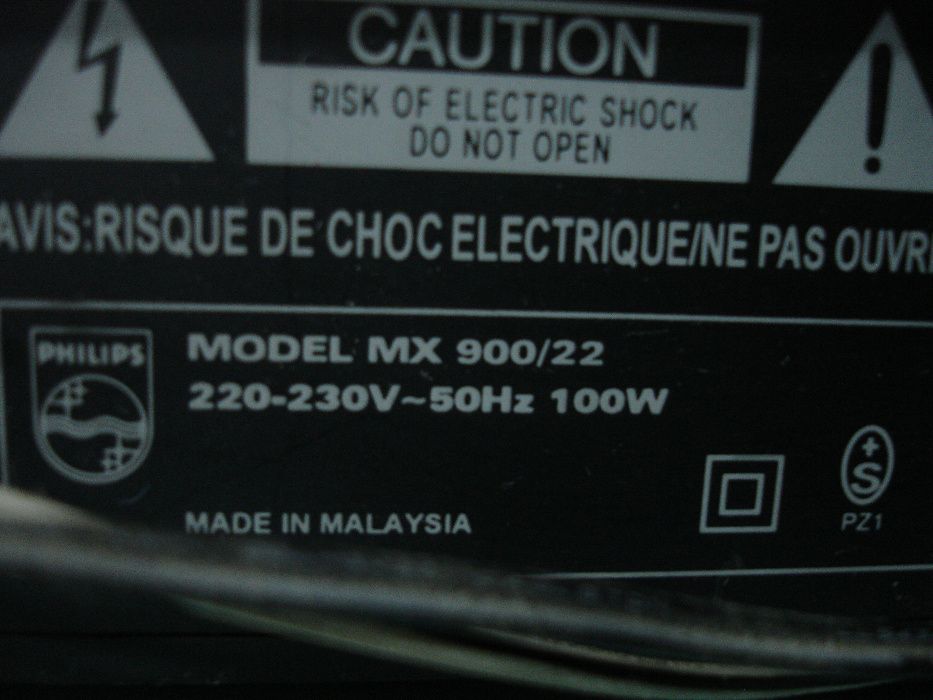 CAUTION
RISK OF ELECTRIC SHOCK
DO NOT OPEN
AVIS:RISQUE DE CHOC ELECTRIQUE/NE PAS OUVRI
PHILIPS
MODEL MX 900/22
220-230V~50Hz 100W
S
PZ1
MADE IN MALAYSIA